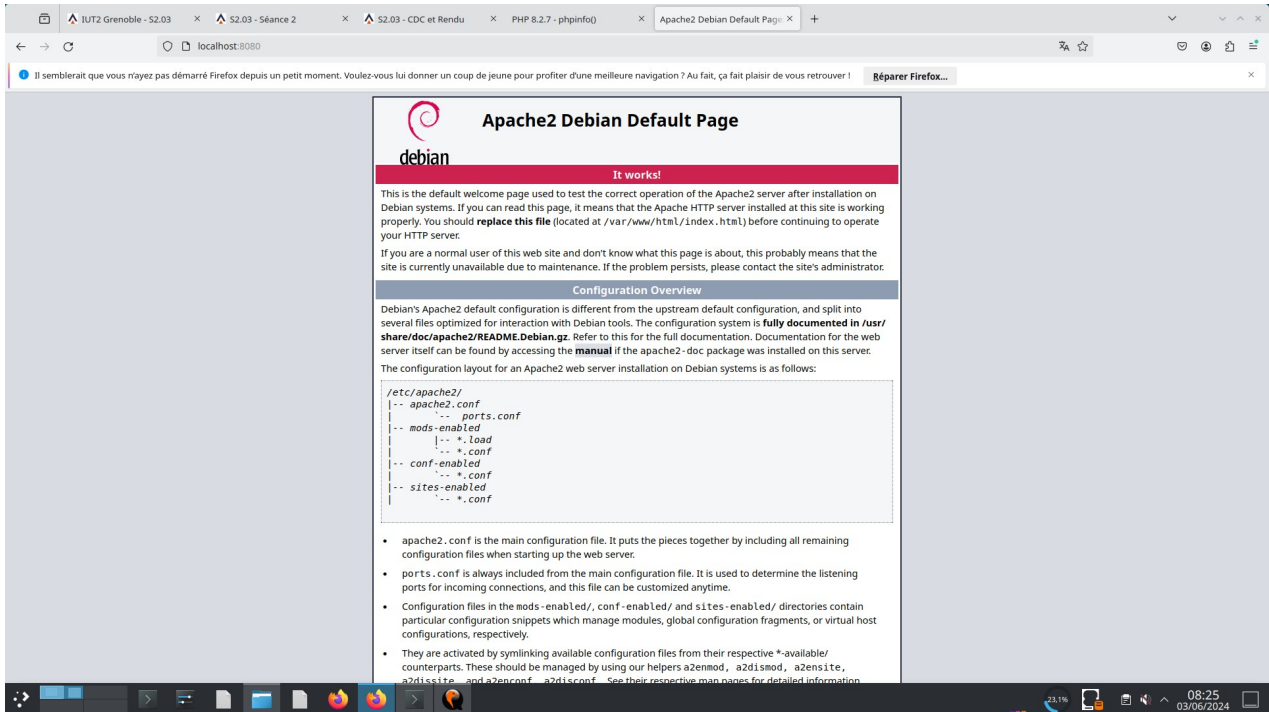 IUT2 Grenoble - S2.03
S2.03 - Séance 2
S2.03 - CDC et Rendu
PHP 8.2.7 - phpinfo()
Apache2 Debian Default Page
localhost:8080
Il semblerait que vous n'ayez pas démarré Firefox depuis un petit moment. Voulez-vous lui donner un coup de jeune pour profiter d'une meilleure navigation ? Au fait, ça fait plaisir de vous retrouver !
Réparer Firefox...
Apache2 Debian Default Page
debian
It works!
This is the default welcome page used to test the correct operation of the Apache2 server after installation on
Debian systems. If you can read this page, it means that the Apache HTTP server installed at this site is working
properly. You should replace this file (located at /var/www/html/index.html) before continuing to operate
your HTTP server.
If you are a normal user of this web site and don't know what this page is about, this probably means that the
site is currently unavailable due to maintenance. If the problem persists, please contact the site's administrator.
Configuration Overview
Debian's Apache2 default configuration is different from the upstream default configuration, and split into
several files optimized for interaction with Debian tools. The configuration system is fully documented in /usr/
share/doc/apache2/README.Debian.gz. Refer to this for the full documentation. Documentation for the web
server itself can be found by accessing the manual if the apache2-doc package was installed on this server.
The configuration layout for an Apache2 web server installation on Debian systems is as follows:
/etc/apache2/
|-- apache2.conf
|       `--  ports.conf
|-- mods-enabled
|       |-- *.load
|       `-- *.conf
|-- conf-enabled
|       `-- *.conf
|-- sites-enabled
|       `-- *.conf
• apache2.conf is the main configuration file. It puts the pieces together by including all remaining
configuration files when starting up the web server.
• ports.conf is always included from the main configuration file. It is used to determine the listening
ports for incoming connections, and this file can be customized anytime.
• Configuration files in the mods-enabled/, conf-enabled/ and sites-enabled/ directories contain
particular configuration snippets which manage modules, global configuration fragments, or virtual host
configurations, respectively.
• They are activated by symlinking available configuration files from their respective *-available/
counterparts. These should be managed by using our helpers a2enmod, a2dismod, a2ensite,
a2dissite, and a2enconf, a2disconf. See their respective man pages for detailed information.
23,1%
08:25
03/06/2024